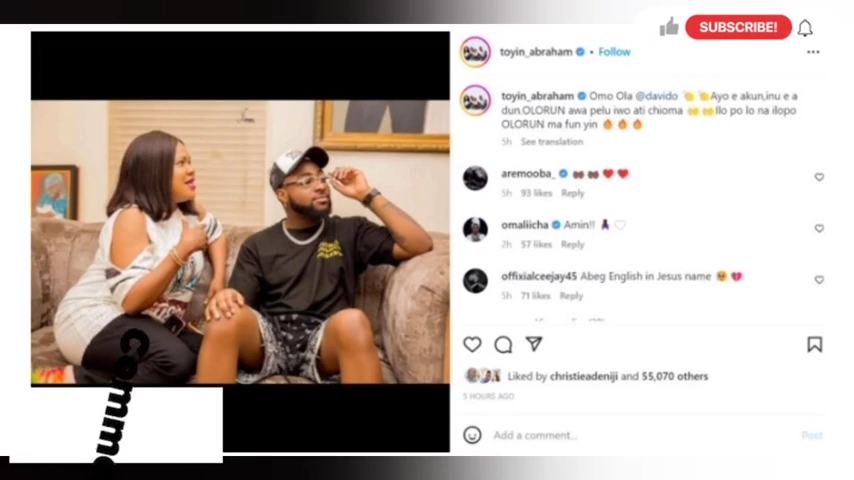 SUBSCRIBE!
toyin_abraham • Follow
toyin_abraham Omo Ola @davido 👏👏Ayo e akun,inu e a
dun.OLORUN awa pelu iwo ati chioma 🙌🙌Ilo po lo na ilopo
OLORUN ma fun yin 🔥🔥🔥
5h See translation
aremooba_
5h 93 likes Reply
omaliicha Amin!!
2h 57 likes Reply
offixialceejay45 Abeg English in Jesus name 🥺💔
5h 71 likes Reply
Liked by christieadeniji and 55,070 others
5 HOURS AGO
Add a comment... Post
Comme